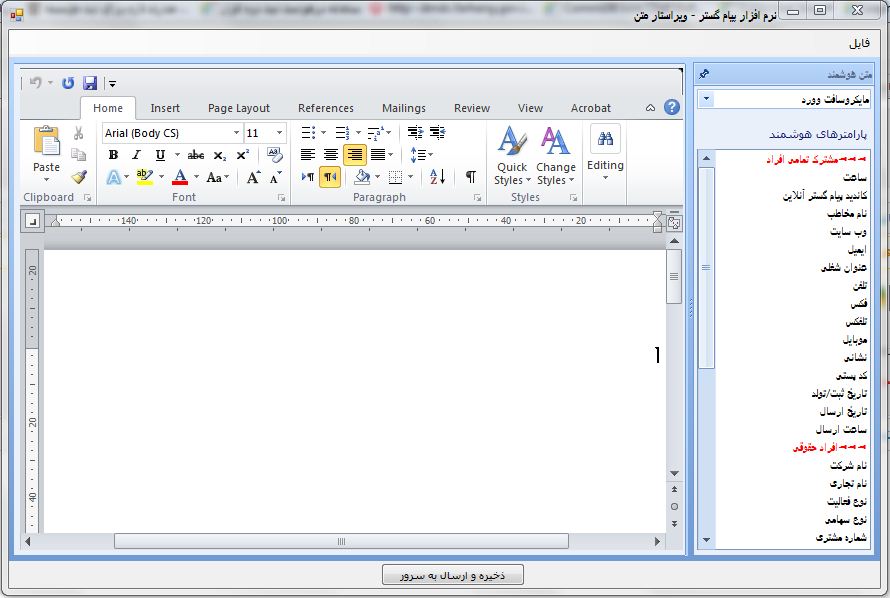 نرم افزار پیام گستر - ویراستار متن
فایل
Home Insert Page Layout References Mailings Review View Acrobat
Paste
Clipboard
Arial (Body CS) 11
Font
Paragraph
Quick Styles
Change Styles
Styles
Editing
140 120 100 80 60 40 20
20
20
40
متن هوشمند
مایکروسافت وورد
پارامترهای هوشمند
مشترک تمامی افراد
ساعت
کاندید پیام گستر آنلاین
نام مخاطب
وب سایت
ایمیل
عنوان شغلی
تلفن
فکس
تلفکس
موبایل
نشانی
کد پستی
تاریخ ثبت/تولد
تاریخ ارسال
ساعت ارسال
افراد حقوقی
نام شرکت
نام تجاری
نوع فعالیت
نوع سهامی
شماره مشتری
ذخیره و ارسال به سرور